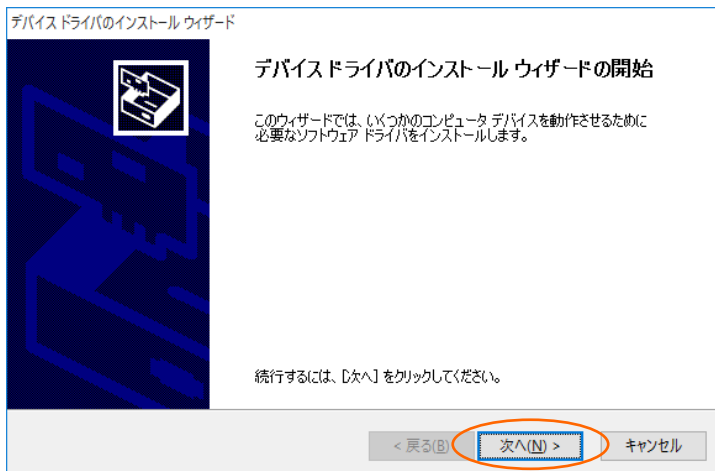 デバイス ドライバのインストール ウィザード
デバイス ドライバのインストール ウィザードの開始
このウィザードでは、いくつかのコンピュータ デバイスを動作させるために
必要なソフトウェア ドライバをインストールします。
続行するには、[次へ] をクリックしてください。
< 戻る(B)
次へ(N) >
キャンセル